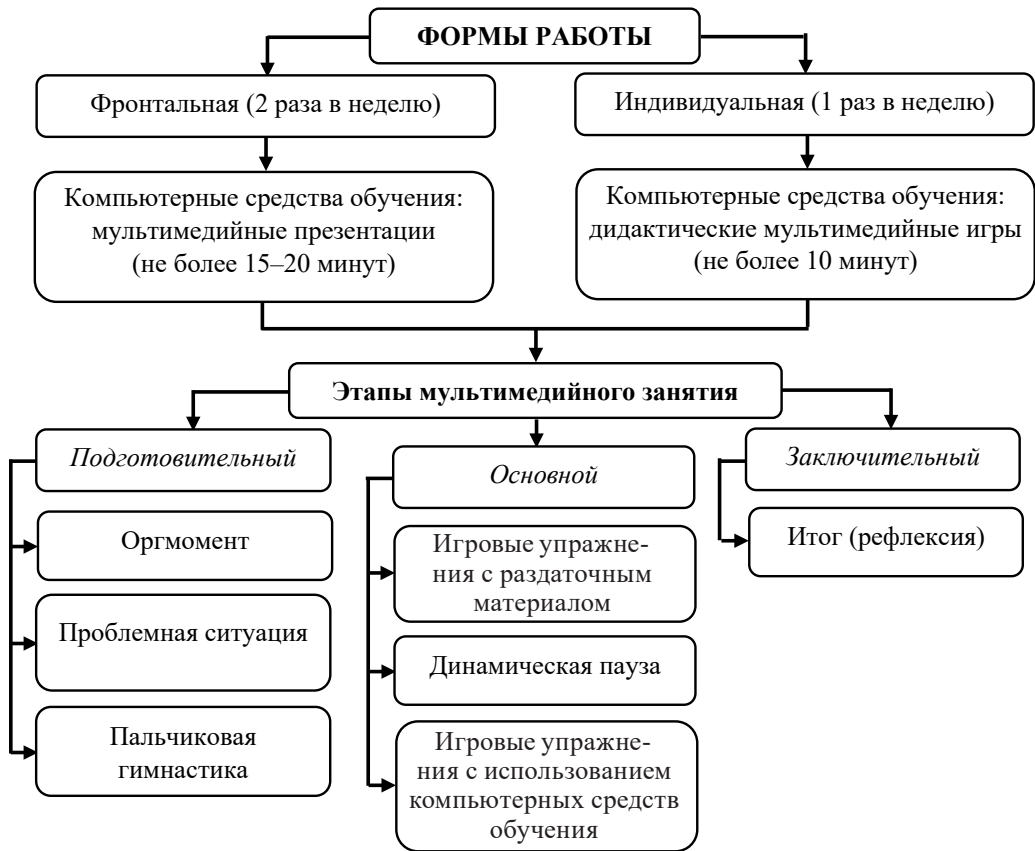 ФОРМЫ РАБОТЫ
Фронтальная (2 раза в неделю)
Индивидуальная (1 раз в неделю)
Компьютерные средства обучения:
мультимедийные презентации
(не более 15–20 минут)
Компьютерные средства обучения:
дидактические мультимедийные игры
(не более 10 минут)
Этапы мультимедийного занятия
Подготовительный
Оргмомент
Проблемная ситуация
Пальчиковая
гимнастика
Основной
Игровые упражне-
ния с раздаточным
материалом
Динамическая пауза
Игровые упражне-
ния с использованием
компьютерных средств
обучения
Заключительный
Итог (рефлексия)